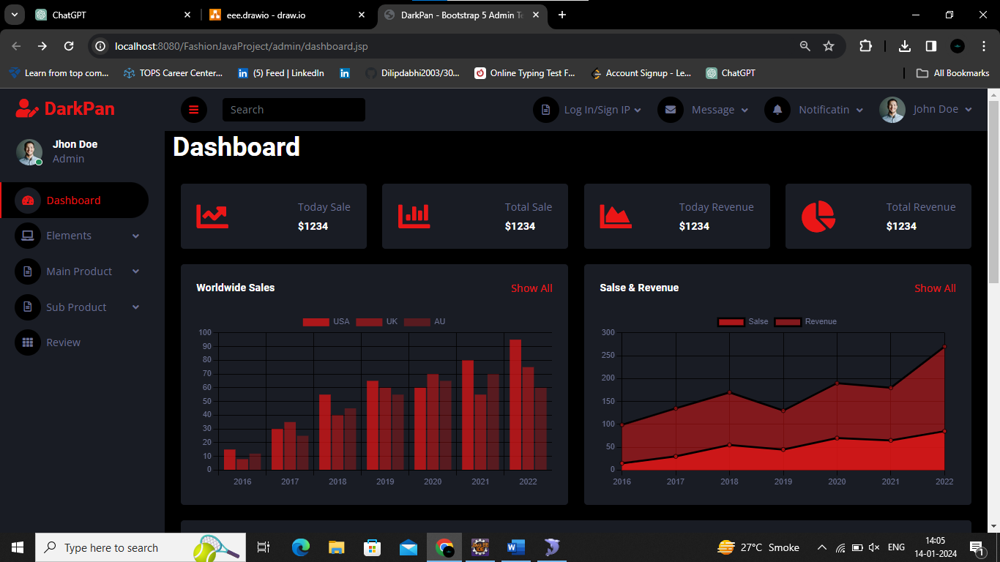 ChatGPT
eee.drawio - draw.io
DarkPan - Bootstrap 5 Admin Te
localhost:8080/FashionJavaProject/admin/dashboard.jsp
Learn from top com...
TOPS Career Center...
(5) Feed | LinkedIn
Dilipdabhi2003/30...
Online Typing Test F...
Account Signup - Le...
ChatGPT
All Bookmarks
DarkPan
Search
Log In/Sign IP
Message
Notificatin
John Doe
Jhon Doe
Admin
Dashboard
Elements
Main Product
Sub Product
Review
Dashboard
Today Sale
$1234
Total Sale
$1234
Today Revenue
$1234
Total Revenue
$1234
Worldwide Sales
Show All
USA UK AU
100
90
80
70
60
50
40
30
20
10
0
2016 2017 2018 2019 2020 2021 2022
Salse & Revenue
Show All
Salse Revenue
300
250
200
150
100
50
0
2016 2017 2018 2019 2020 2021 2022
Type here to search
27°C Smoke
ENG
14:05
14-01-2024
1